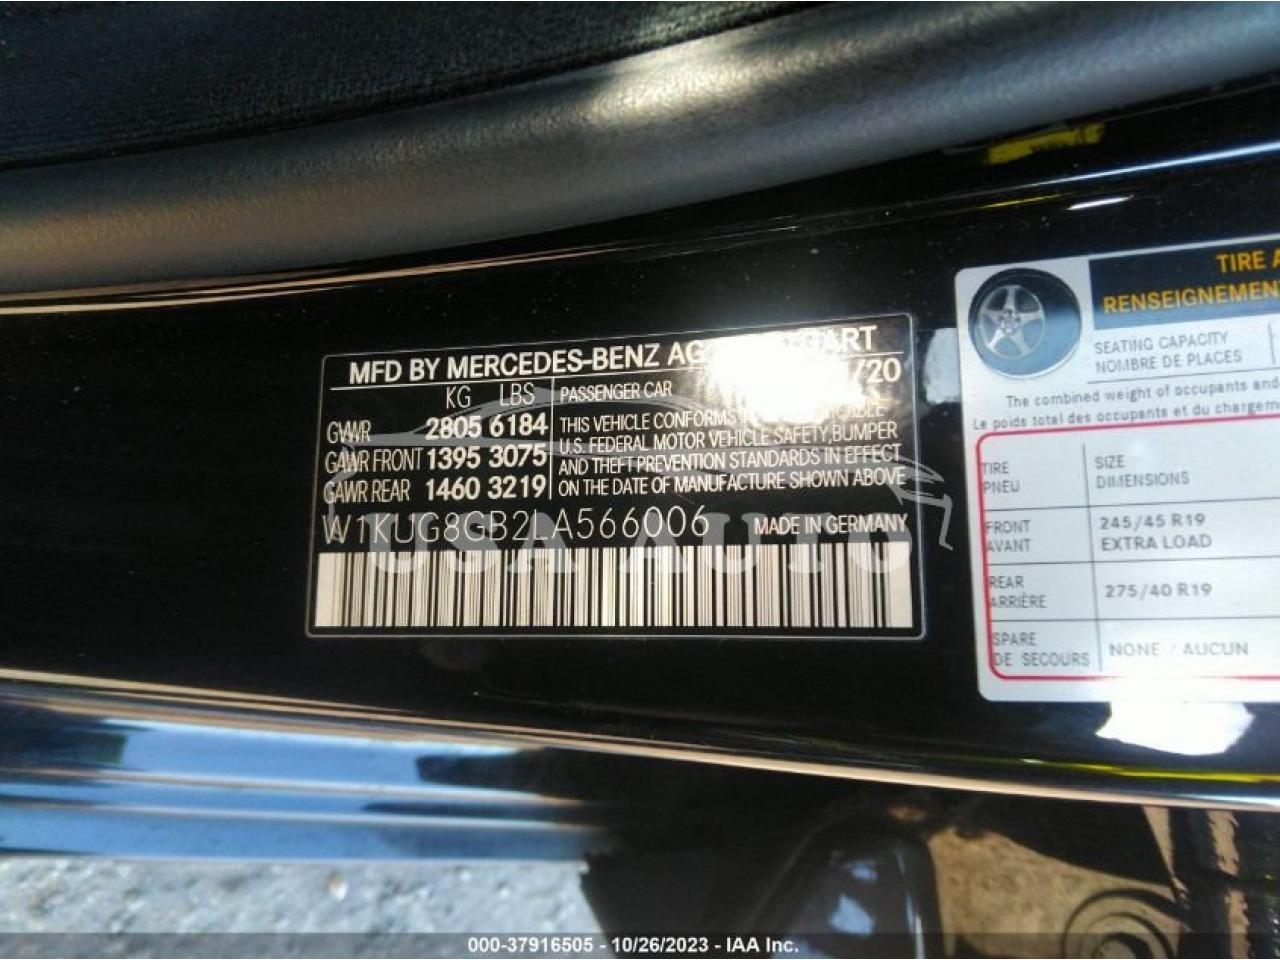 MFD BY MERCEDES-BENZ AG
KG LBS
PASSENGER CAR
/20
GVWR 2805 6184
GAWR FRONT 1395 3075
GAWR REAR 1460 3219
THIS VEHICLE CONFORMS
U.S. FEDERAL MOTOR VEHICLE SAFETY, BUMPER
AND THEFT PREVENTION STANDARDS IN EFFECT
ON THE DATE OF MANUFACTURE SHOWN ABOVE
W1KUG8GB2LA566006 MADE IN GERMANY
USA AUTO
TIRE A
RENSEIGNEMEN
SEATING CAPACITY
NOMBRE DE PLACES
The combined weight of occupants and
Le poids total des occupants et du chargem
TIRE
PNEU
SIZE
DIMENSIONS
FRONT
AVANT
245/45 R19
EXTRA LOAD
REAR
ARRIÈRE
275/40 R19
SPARE
DE SECOURS
NONE / AUCUN
000-37916505 - 10/26/2023 - IAA Inc.